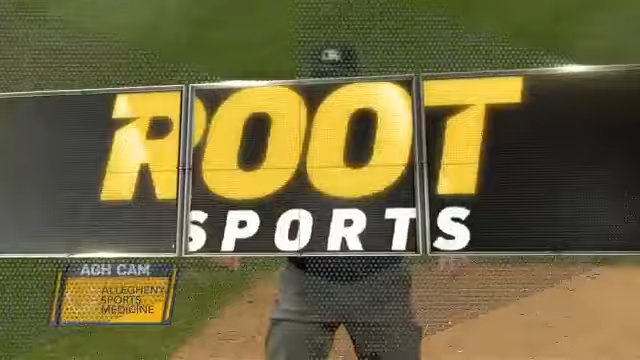 ROOT
SPORTS
AGH CAM
ALLEGHENY
SPORTS
MEDICINE